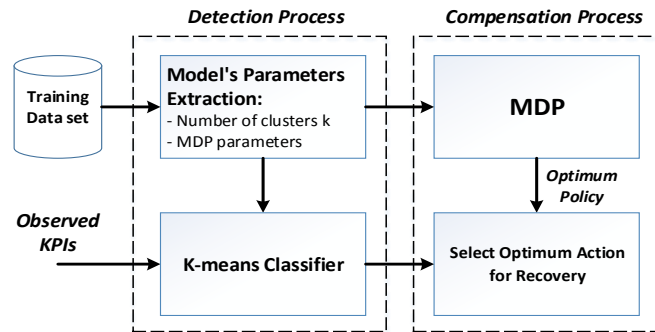 Detection Process
Compensation Process
Training
Data set
Model's Parameters
Extraction:
- Number of clusters k
- MDP parameters
MDP
Optimum
Policy
Observed
KPIs
K-means Classifier
Select Optimum Action
for Recovery